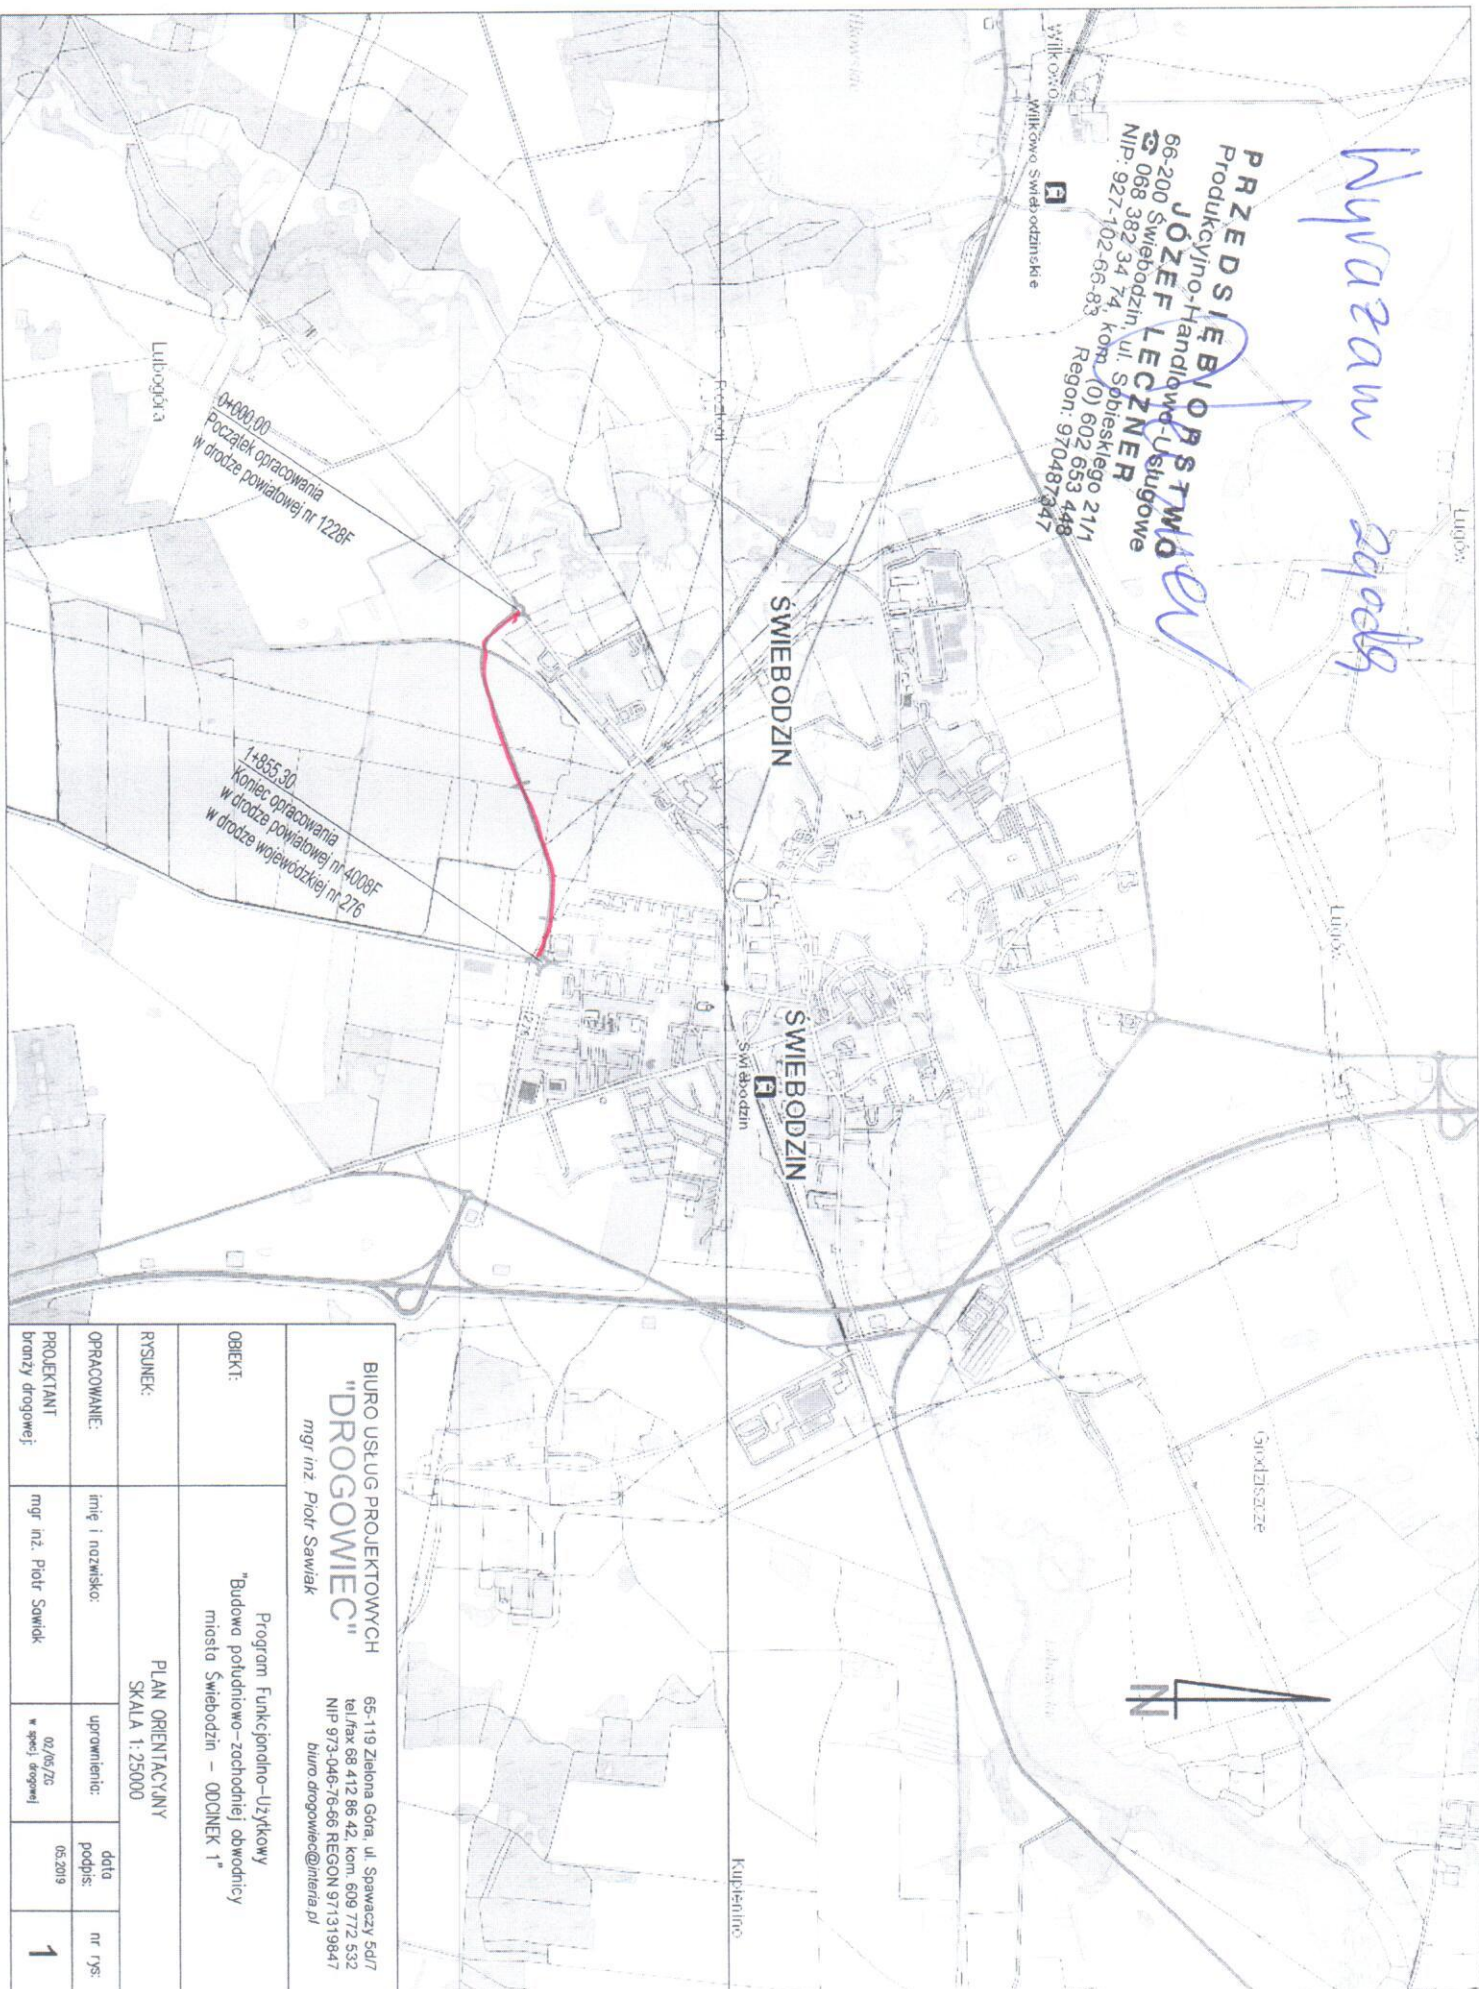 Wyrażam zgodę
PRZEDSIĘBIORSTWO
Produkcyjno-Handlowo-Usługowe
JÓZEF LECZNER
66-200 Świebodzin, ul. Sobieskiego 21/1
☎ 068 382 34 74, kom. (0) 602 653 448
NIP: 927-102-66-83 Regon: 970487347
Ługów
Ługów
Wilkowo
Wilkowo Świebodzińskie
Grodziszcze
ŚWIEBODZIN
ŚWIEBODZIN
Świebodzin
Rozłogi
Lubogóra
Kupienino
N
0+000,00
Początek opracowania
w drodze powiatowej nr 1228F
1+855,30
Koniec opracowania
w drodze powiatowej nr 4008F
w drodze wojewódzkiej nr 276
BIURO USŁUG PROJEKTOWYCH
"DROGOWIEC"
mgr inż. Piotr Sawiak
65-119 Zielona Góra, ul. Spawaczy 5d/7
tel./fax 68 412 86 42, kom. 609 772 532
NIP 973-046-76-66 REGON 971319847
biuro.drogowiec@interia.pl
OBIEKT:
Program Funkcjonalno-Użytkowy
"Budowa południowo-zachodniej obwodnicy
miasta Świebodzin - ODCINEK 1"
RYSUNEK:
PLAN ORIENTACYJNY
SKALA 1:25000
OPRACOWANIE: imię i nazwisko: uprawnienia: data podpis: nr rys:
PROJEKTANT branży drogowej: mgr inż. Piotr Sawiak 02/05/ZG w specj. drogowej 05.2019 1